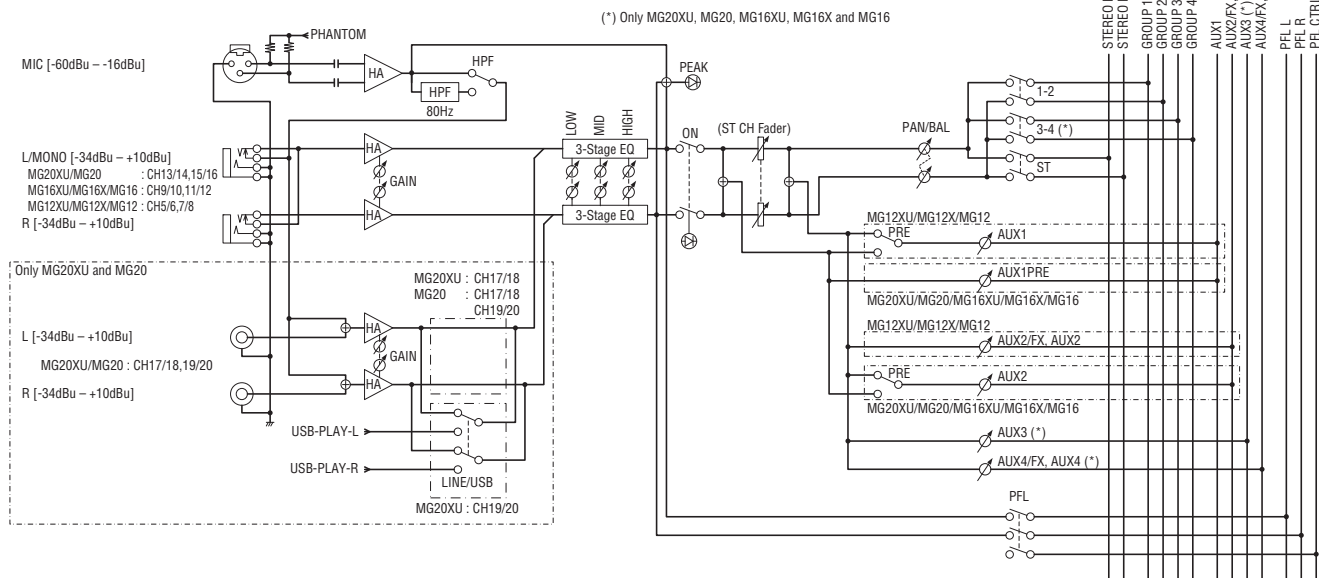 (*) Only MG20XU, MG20, MG16XU, MG16X and MG16
STEREO
STEREO
GROUP 1
GROUP 2
GROUP 3
GROUP 4
AUX1
AUX2/FX,
AUX3 (*)
AUX4/FX,
PFL L
PFL R
PFL CTRL
PHANTOM
MIC [-60dBu – -16dBu]
HA
HPF
HPF
80Hz
PEAK
LOW
MID
HIGH
ON
(ST CH Fader)
PAN/BAL
1-2
3-4 (*)
ST
L/MONO [-34dBu – +10dBu]
MG20XU/MG20 : CH13/14,15/16
MG16XU/MG16X/MG16 : CH9/10,11/12
MG12XU/MG12X/MG12 : CH5/6,7/8
R [-34dBu – +10dBu]
HA
GAIN
HA
3-Stage EQ
3-Stage EQ
MG12XU/MG12X/MG12
PRE
AUX1
AUX1PRE
MG20XU/MG20/MG16XU/MG16X/MG16
MG12XU/MG12X/MG12
AUX2/FX, AUX2
PRE
AUX2
MG20XU/MG20/MG16XU/MG16X/MG16
AUX3 (*)
AUX4/FX, AUX4 (*)
PFL
Only MG20XU and MG20
MG20XU : CH17/18
MG20 : CH17/18
CH19/20
L [-34dBu – +10dBu]
HA
GAIN
MG20XU/MG20 : CH17/18,19/20
R [-34dBu – +10dBu]
HA
USB-PLAY-L
USB-PLAY-R
LINE/USB
MG20XU : CH19/20